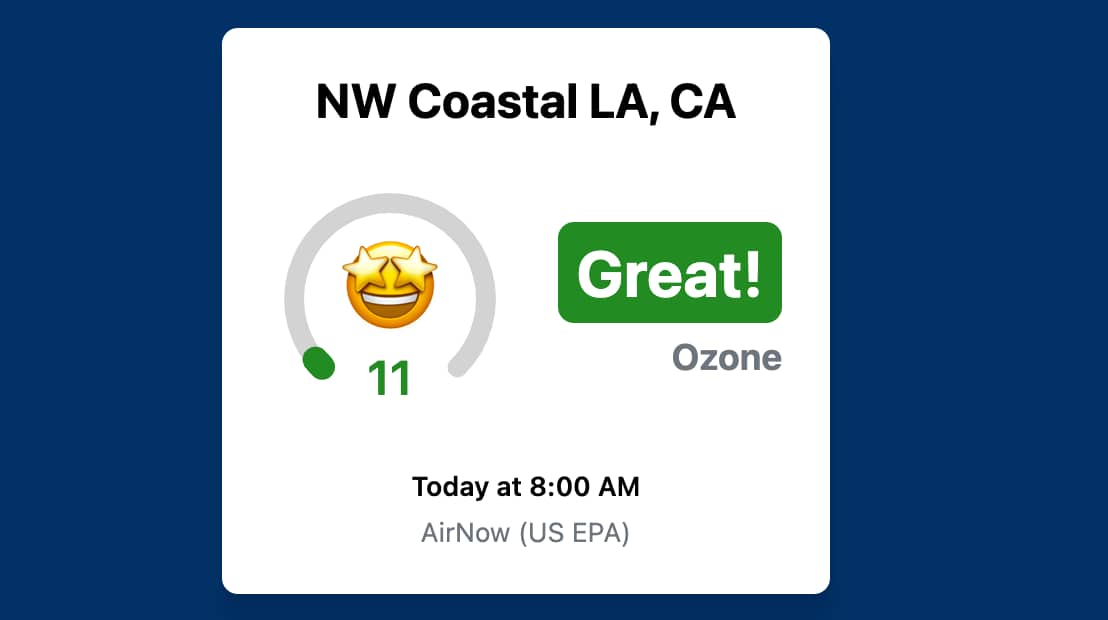 NW Coastal LA, CA
Great!
Ozone
11
Today at 8:00 AM
AirNow (US EPA)